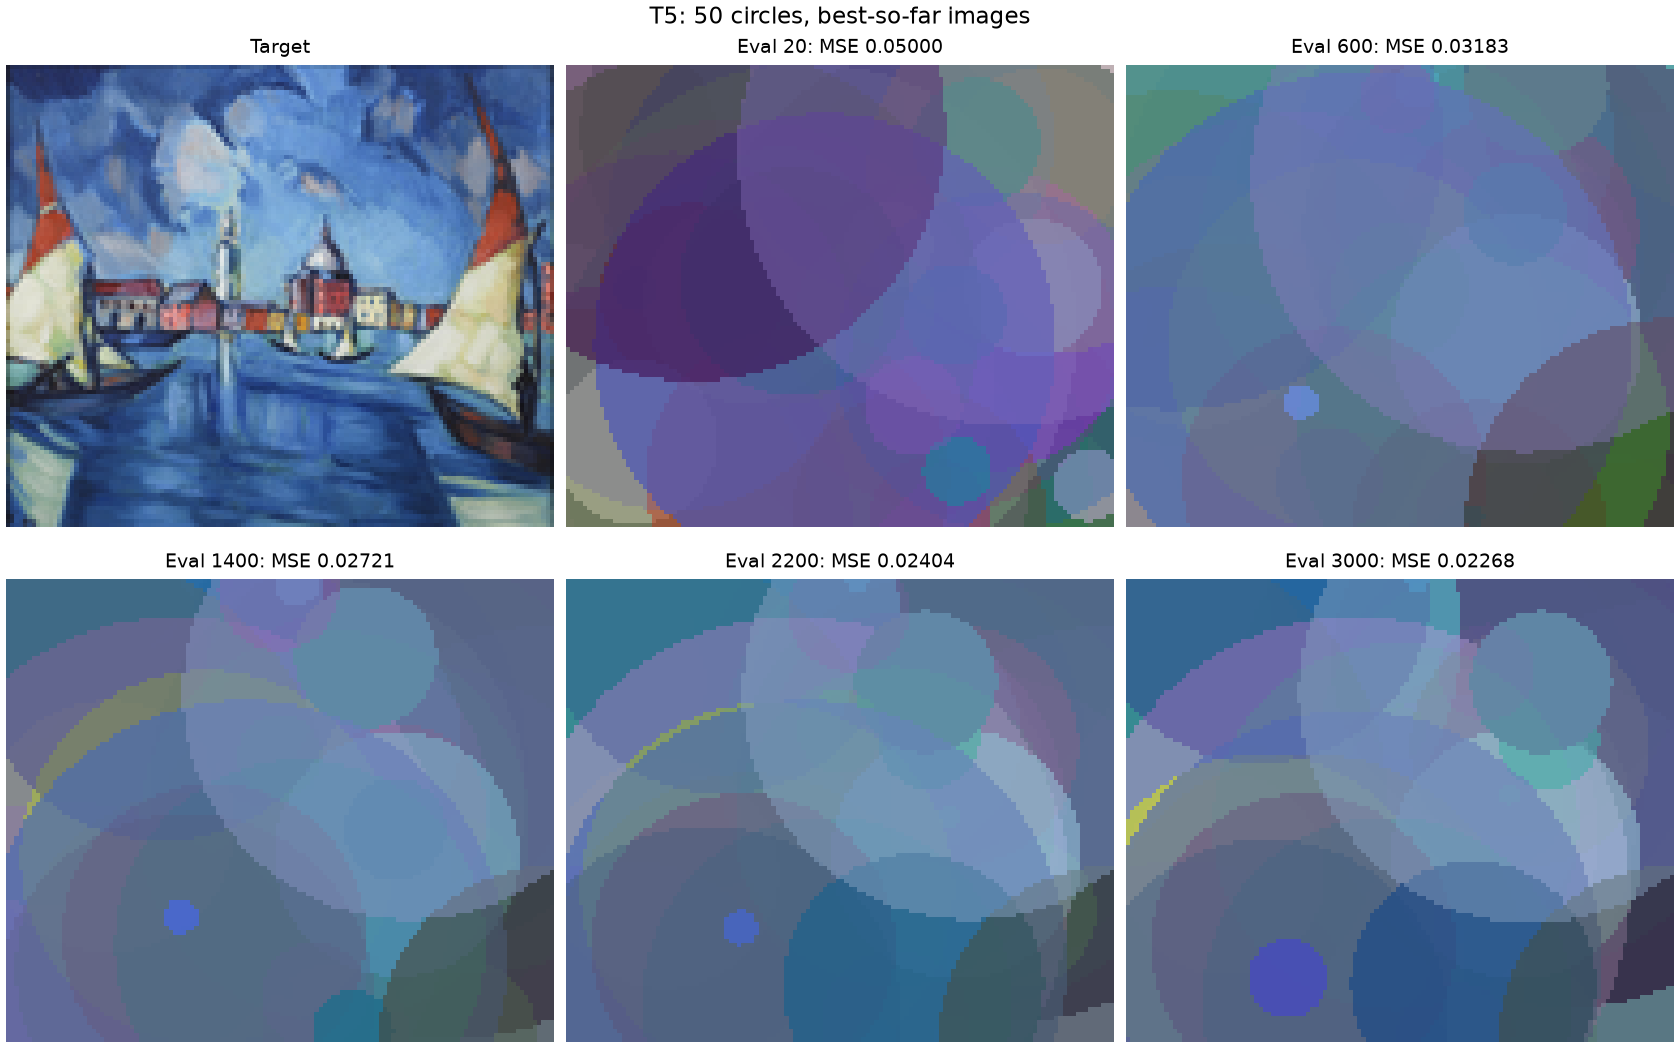 T5: 50 circles, best-so-far images
Target
Eval 20: MSE 0.05000
Eval 600: MSE 0.03183
Eval 1400: MSE 0.02721
Eval 2200: MSE 0.02404
Eval 3000: MSE 0.02268